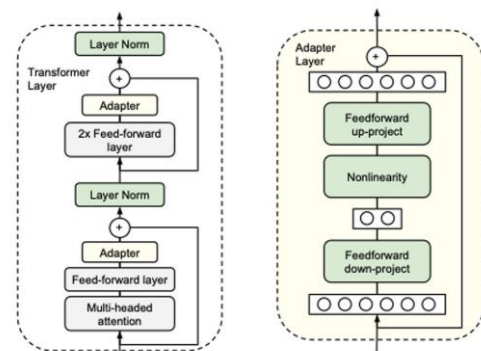 Layer Norm
Transformer
Layer
+
Adapter
2x Feed-forward
layer
Layer Norm
+
Adapter
Feed-forward layer
Multi-headed
attention
Adapter
Layer
+
Feedforward
up-project
Nonlinearity
Feedforward
down-project